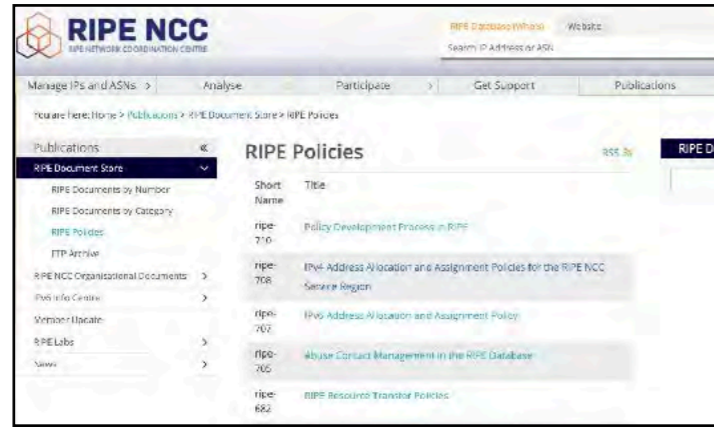 RIPE NCC
RIPE NETWORK COORDINATION CENTRE
RIPE Database (Whois) Website
Search IP Address or ASN
Manage IPs and ASNs > Analyse Participate > Get Support Publications
You are here: Home > Publications > RIPE Document Store > RIPE Policies
Publications «
RIPE Document Store
RIPE Documents by Number
RIPE Documents by Category
RIPE Policies
FTP Archive
RIPE NCC Organisational Documents >
IPv6 Info Centre >
Member Update
RIPE Labs >
News >
RIPE Policies
RSS
Short Name Title
ripe-710 Policy Development Process in RIPE
ripe-708 IPv4 Address Allocation and Assignment Policies for the RIPE NCC
Service Region
ripe-707 IPv6 Address Allocation and Assignment Policy
ripe-705 Abuse Contact Management in the RIPE Database
ripe-682 RIPE Resource Transfer Policies
RIPE D